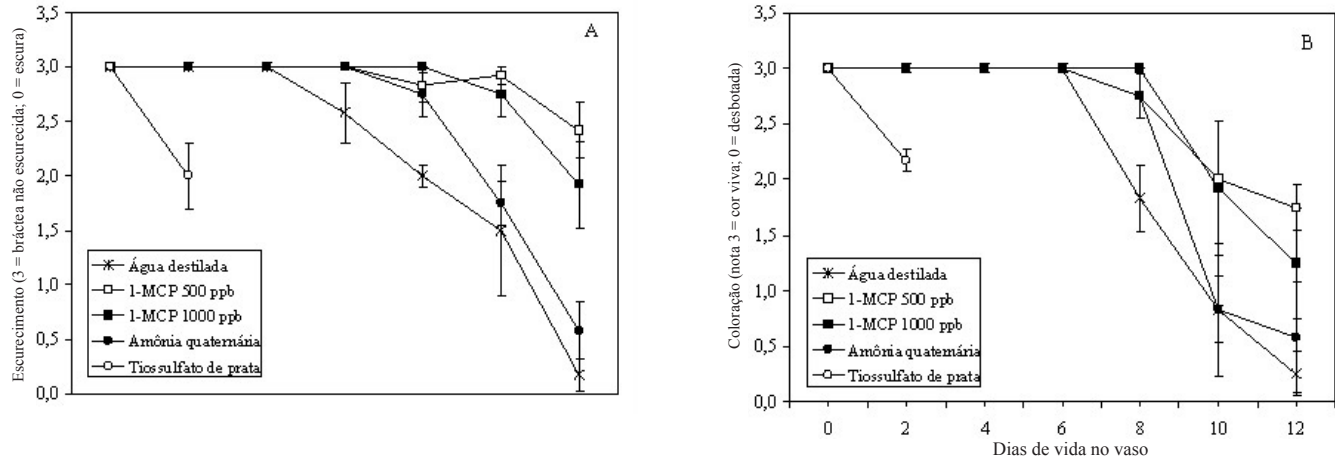 Escurecimento (3 = bráctea não escurecida; 0 = escura)
3,5
3,0
2,5
2,0
1,5
1,0
0,5
0,0
A
Água destilada
1-MCP 500 ppb
1-MCP 1000 ppb
Amônia quaternária
Tiossulfato de prata
Coloração (nota 3 = cor viva; 0 = desbotada)
3,5
3,0
2,5
2,0
1,5
1,0
0,5
0,0
B
Água destilada
1-MCP 500 ppb
1-MCP 1000 ppb
Amônia quaternária
Tiossulfato de prata
0 2 4 6 8 10 12
Dias de vida no vaso